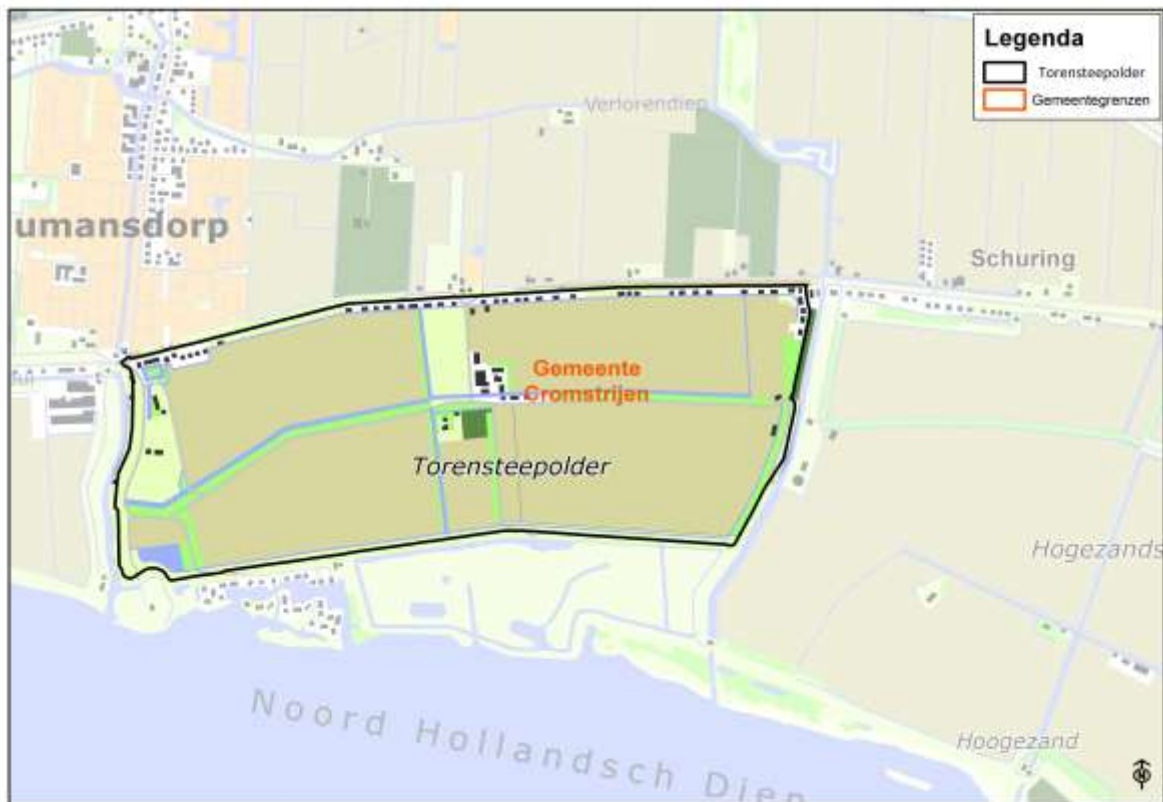 Legenda
Torensteepolder
Gemeentegrenzen
Verlorendiep
umansdorp
Schuring
Gemeente
Cromstrijen
Torensteepolder
Hogezands
Noord Hollandsch Diep
Hoogezand
N